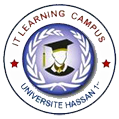 IT LEARNING CAMPUS
UNIVERSITE HASSAN 1er